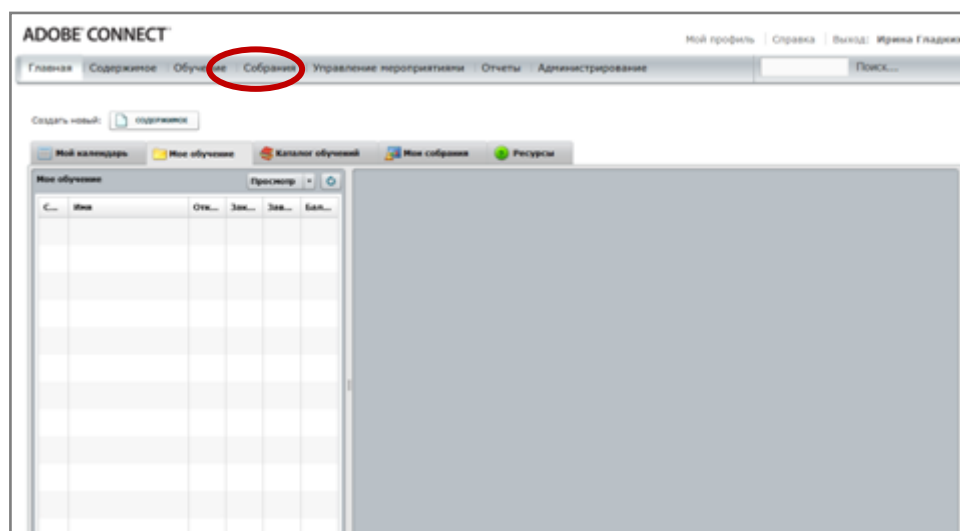 ADOBE CONNECT
Мой профиль Справка Выход: Ирина Гладких
Главная Содержимое Обучение Собрания Управление мероприятиями Отчеты Администрирование Поиск...
Создать новый: СОДЕРЖИМОЕ
Мой календарь Мое обучение Каталог обучений Мои собрания Ресурсы
Мое обучение Просмотр
С... Имя Отк... Зак... Зав... Бал...